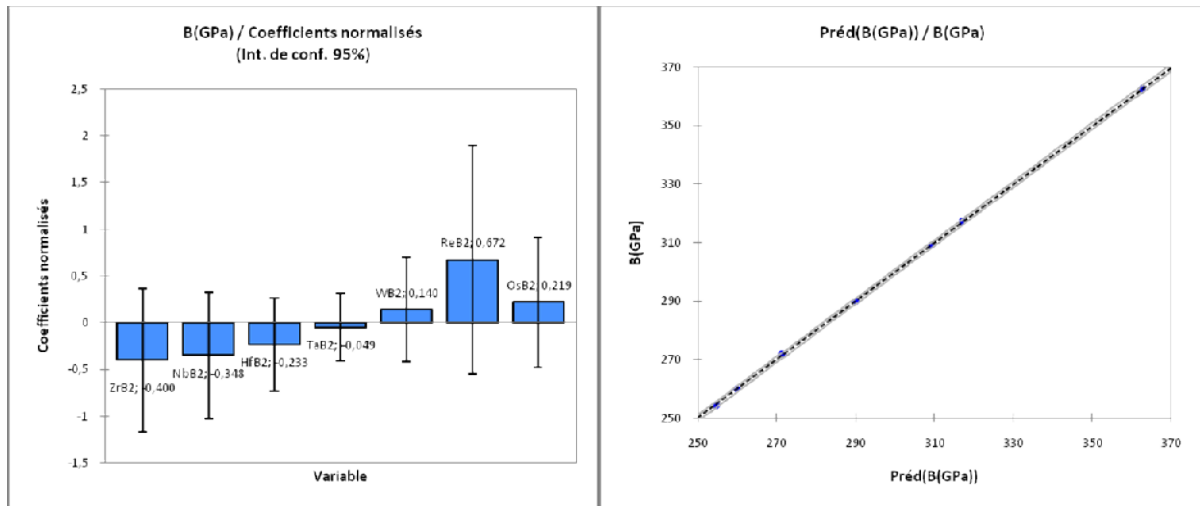 B(GPa) / Coefficients normalisés
(Int. de conf. 95%)
2,5
2
1,5
1
0,5
0
-0,5
-1
-1,5
Coefficients normalisés
ZrB2; -0,400
NbB2; -0,348
HfB2; -0,233
TaB2; -0,049
WB2; 0,140
ReB2; 0,672
OsB2; 0,219
Variable
Préd(B(GPa)) / B(GPa)
370
350
330
310
290
270
250
B(GPa)
250 270 290 310 330 350 370
Préd(B(GPa))